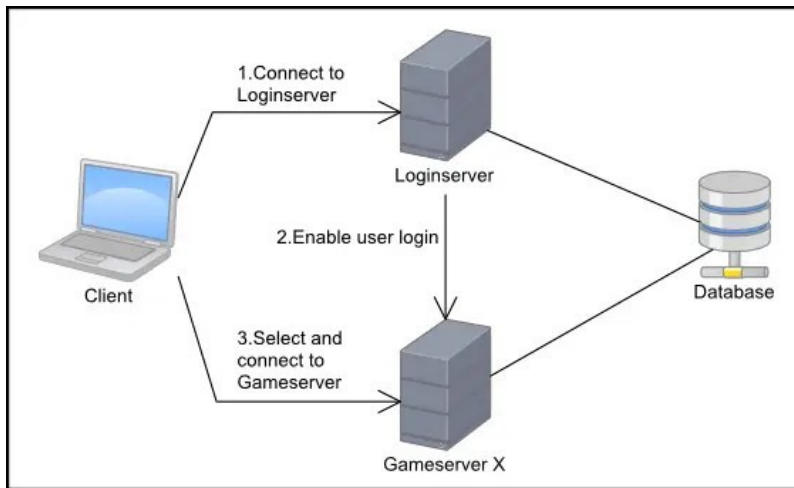 1.Connect to
Loginserver
Loginserver
2.Enable user login
Client
Database
3.Select and
connect to
Gameserver
Gameserver X